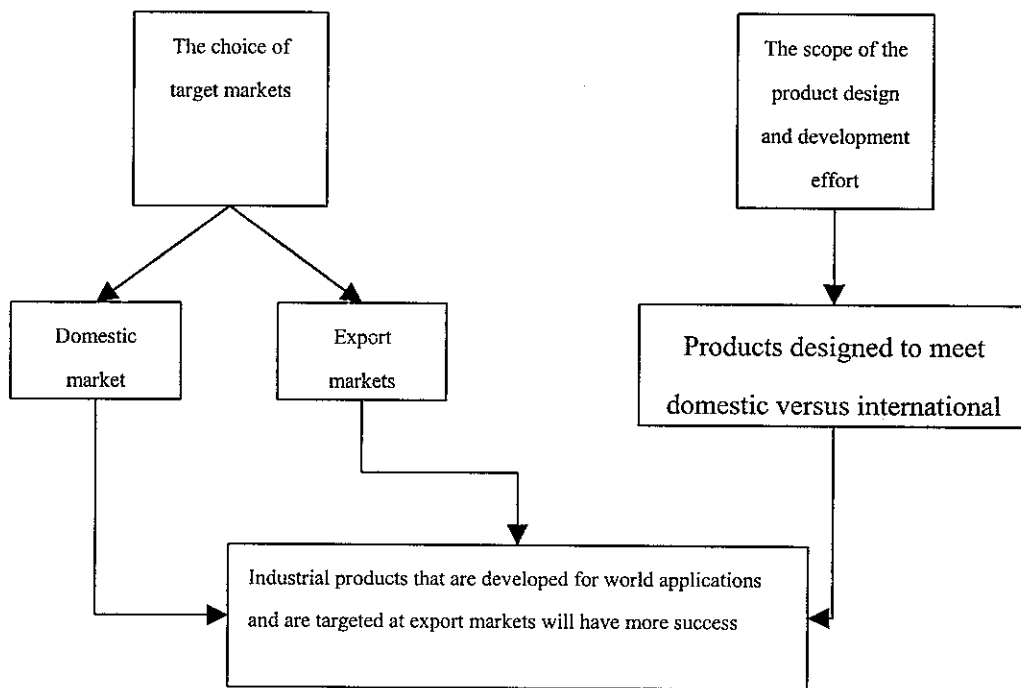 The choice of
target markets
The scope of the
product design
and development
effort
Domestic
market
Export
markets
Products designed to meet
domestic versus international
Industrial products that are developed for world applications
and are targeted at export markets will have more success